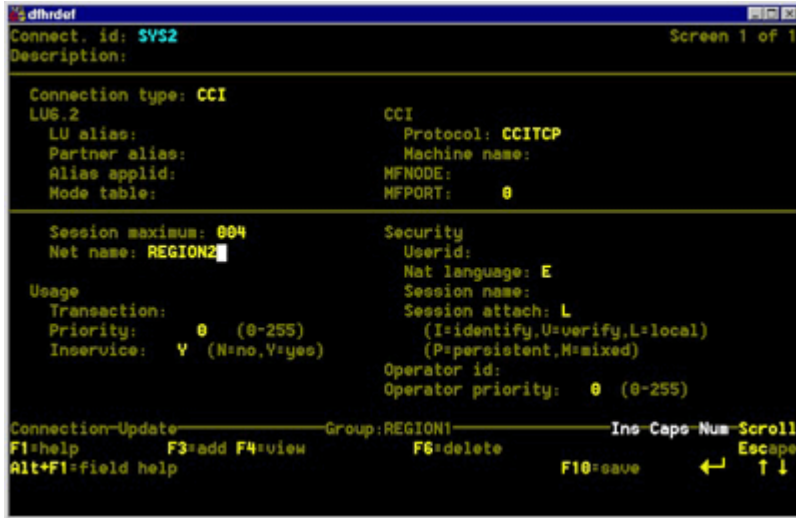 dfhrdef
Connect. id: SYS2 Screen 1 of 1
Description:
Connection type: CCI
LU6.2 CCI
LU alias: Protocol: CCITCP
Partner alias: Machine name:
Alias applid: MFNODE:
Mode table: MFPORT: 0
Session maximum: 004 Security
Net name: REGION2 Userid:
Nat language: E
Usage Session name:
Transaction: Session attach: L
Priority: 0 (0-255) (I=identify,V=verify,L=local)
Inservice: Y (N=no,Y=yes) (P=persistent,M=mixed)
Operator id:
Operator priority: 0 (0-255)
Connection-Update Group:REGION1 Ins Caps Num Scroll
F1=help F3=add F4=view F6=delete Escape
Alt+F1=field help F10=save